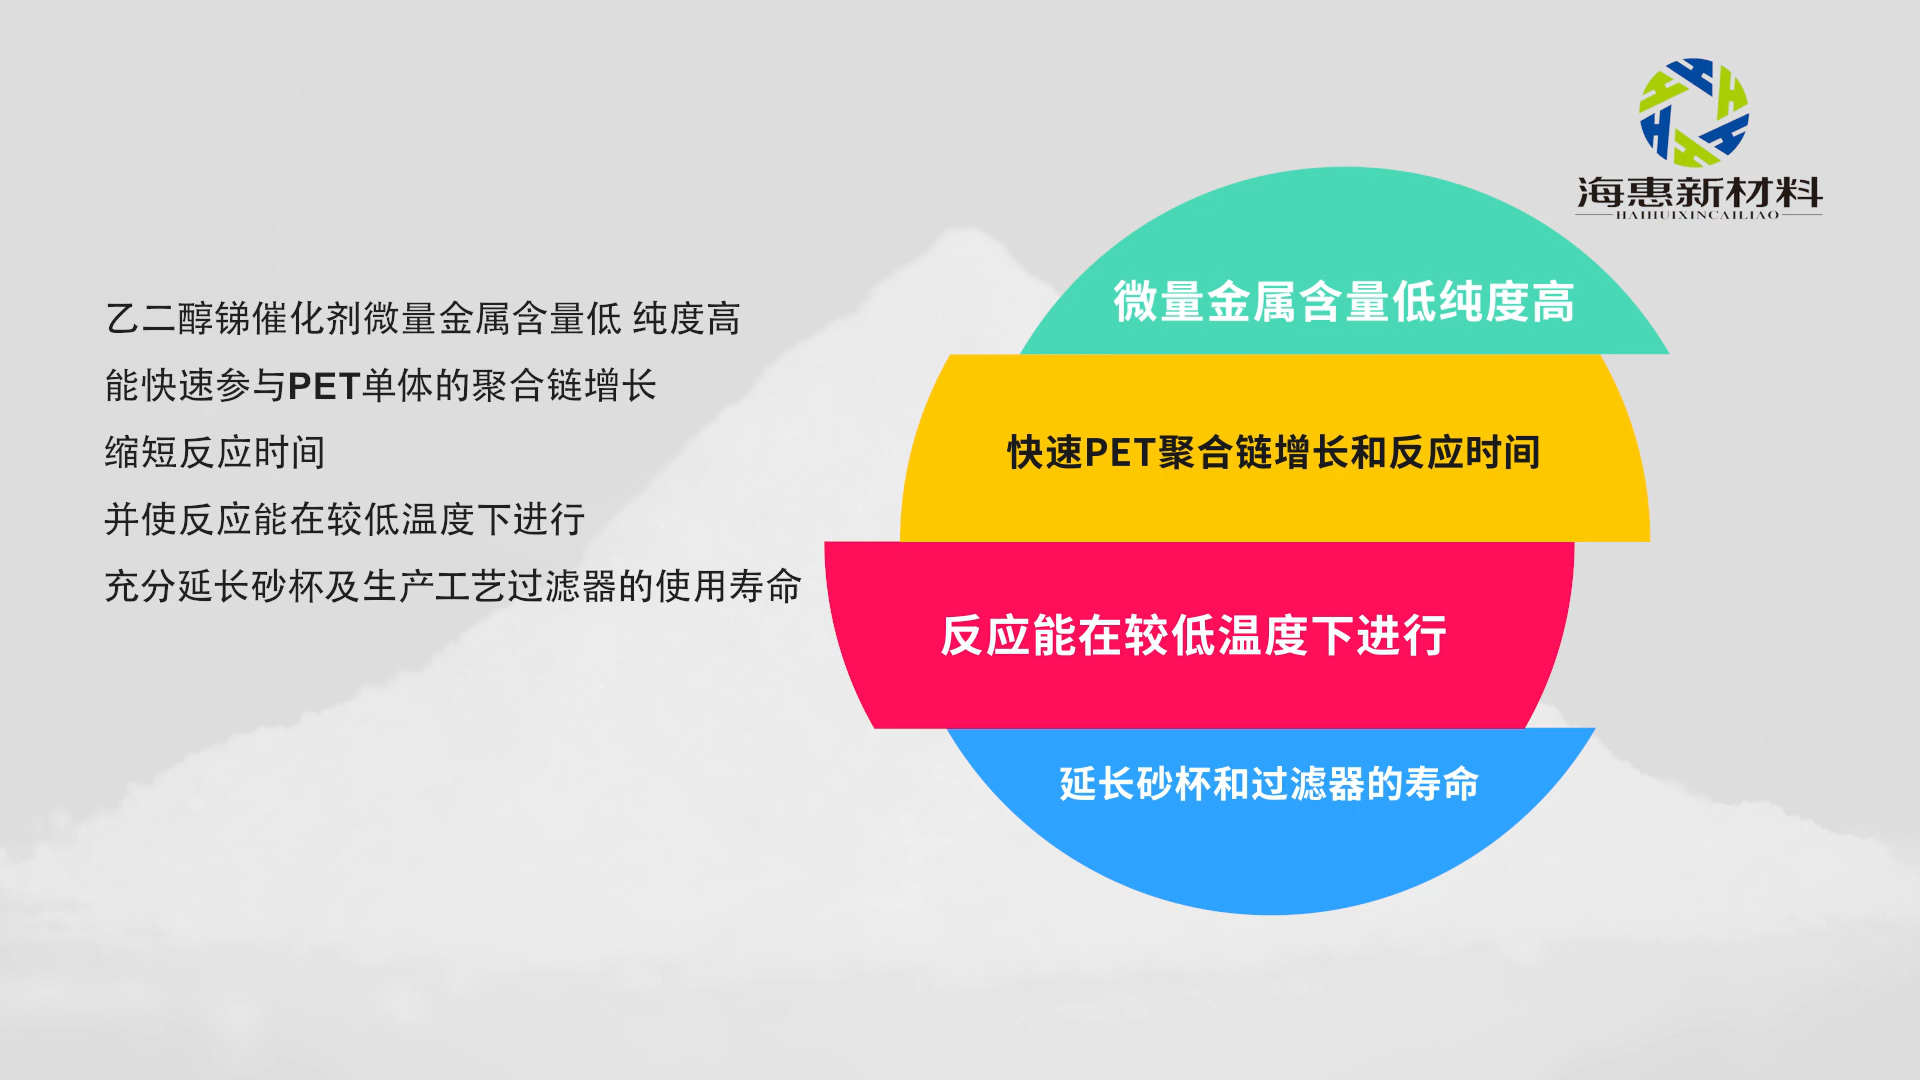 海惠新材料
HAIHUIXINCAILIAO
乙二醇锑催化剂微量金属含量低 纯度高
能快速参与PET单体的聚合链增长
缩短反应时间
并使反应能在较低温度下进行
充分延长砂杯及生产工艺过滤器的使用寿命
微量金属含量低纯度高
快速PET聚合链增长和反应时间
反应能在较低温度下进行
延长砂杯和过滤器的寿命